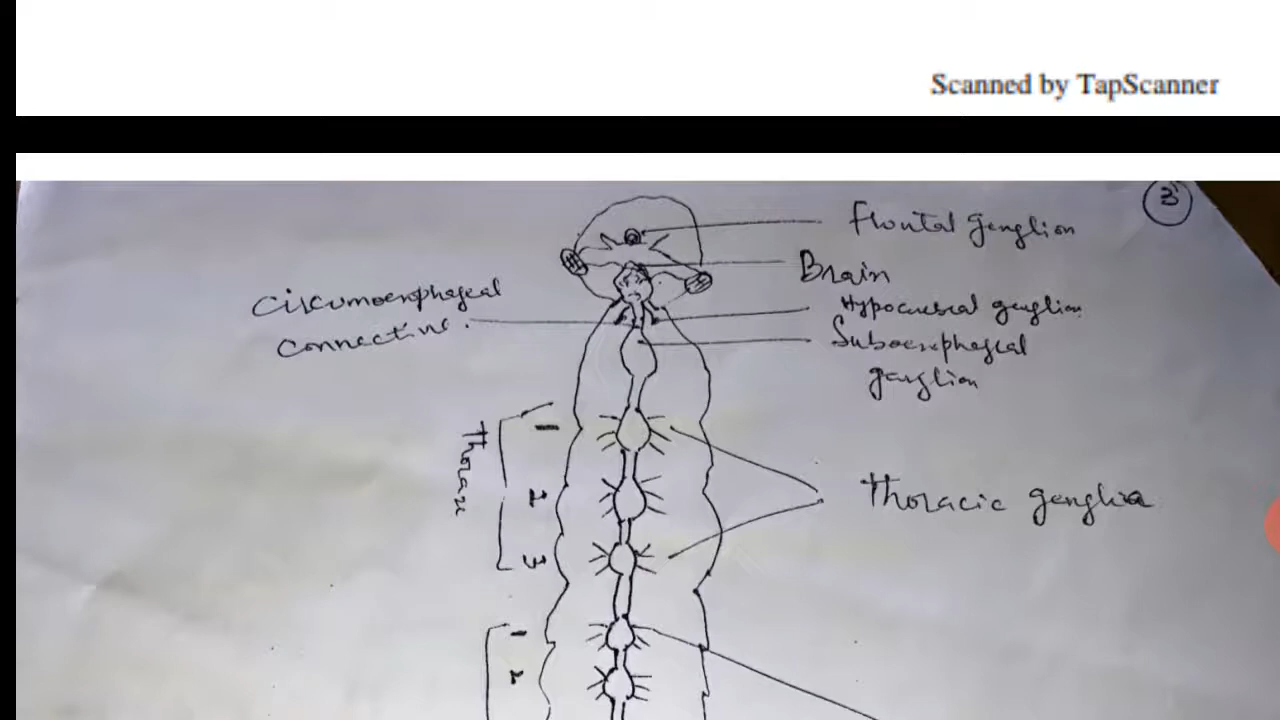 Scanned by TapScanner
3
Frontal ganglion
Brain
Circumoesophageal
connective.
Hypocerebral ganglion
Suboesophageal
ganglion
Thorax
1
2
3
Thoracic ganglia
1
2